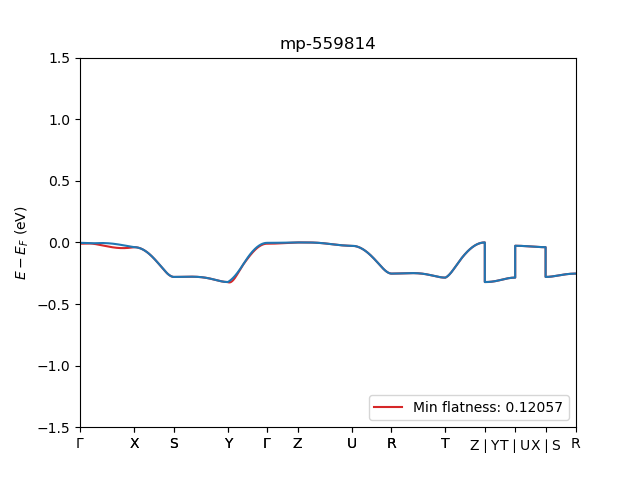 mp-559814
1.5
1.0
0.5
0.0
−0.5
−1.0
−1.5
E − E_F (eV)
Min flatness: 0.12057
Γ X S Y Γ Z U R T Z | YT | UX | S R